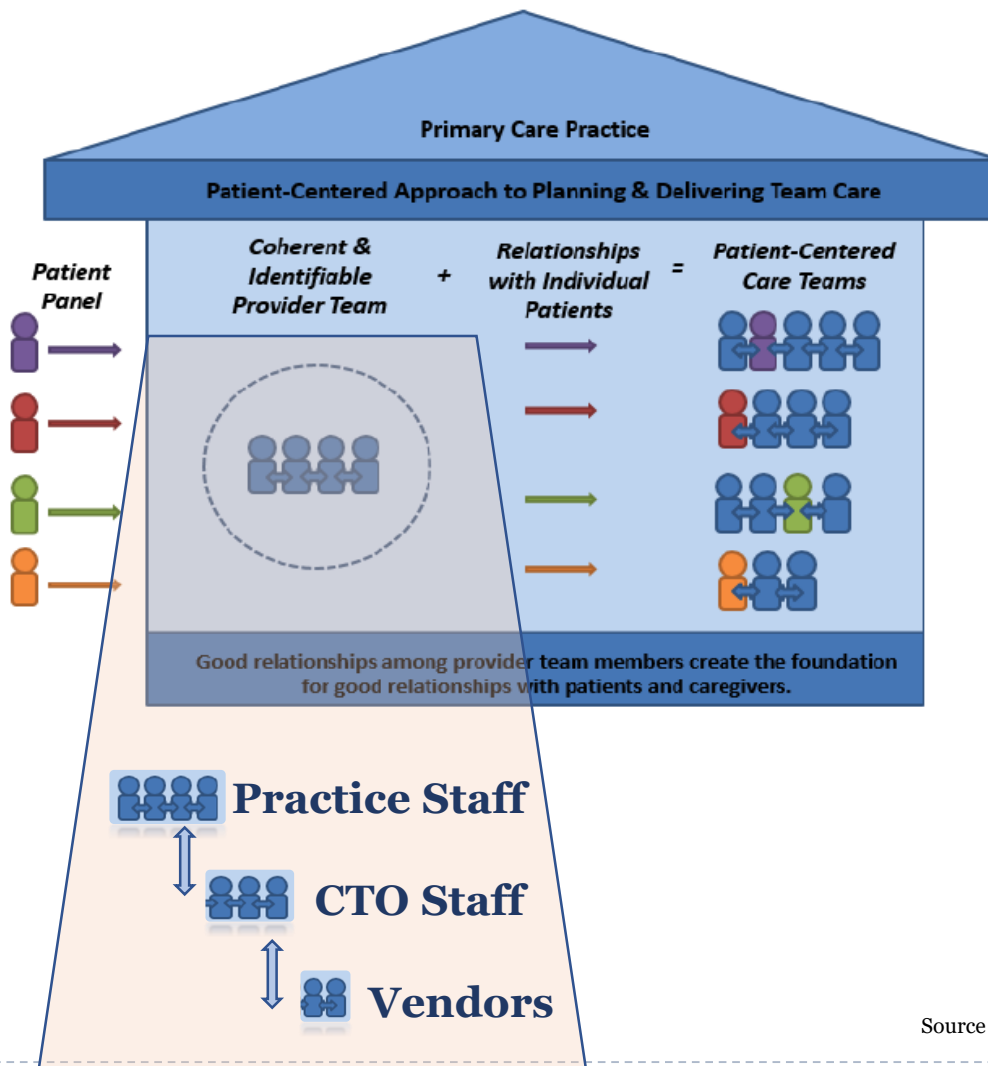 Primary Care Practice
Patient-Centered Approach to Planning & Delivering Team Care
Patient
Panel
Coherent &
Identifiable
Provider Team
+
Relationships
with Individual
Patients
=
Patient-Centered
Care Teams
Good relationships among provider team members create the foundation
for good relationships with patients and caregivers.
Practice Staff
CTO Staff
Vendors
Source